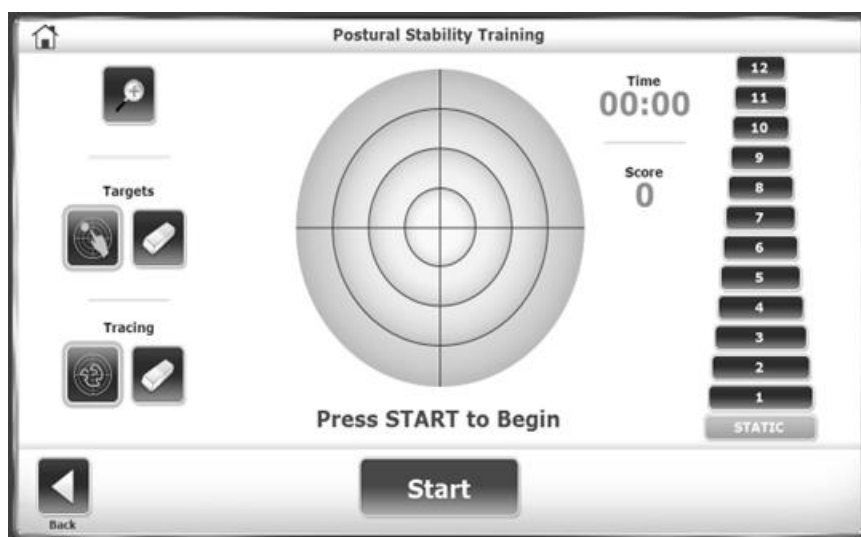 Postural Stability Training
Targets
Tracing
Press START to Begin
Time
00:00
Score
0
12
11
10
9
8
7
6
5
4
3
2
1
STATIC
Back
Start